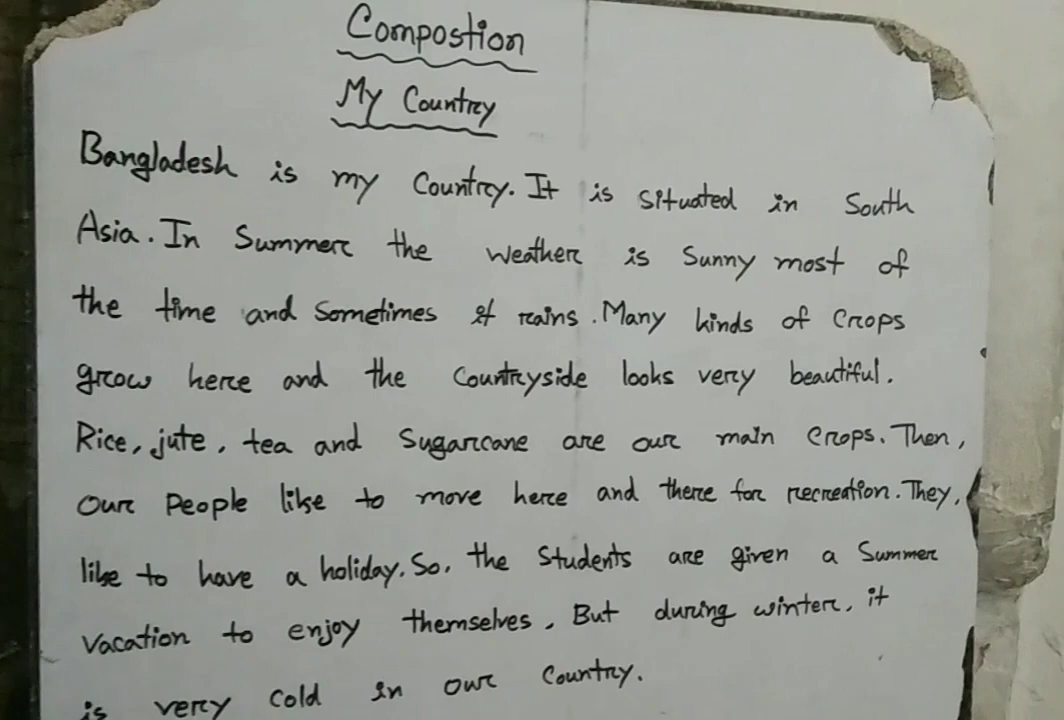 Compostion
My Country
Bangladesh is my Country. It is situated in South
Asia. In Summer the weather is Sunny most of
the time and Sometimes it rains. Many kinds of Crops
grow here and the Countryside looks very beautiful.
Rice, jute, tea and Sugarcane are our main Crops. Then,
Our People like to move here and there for recreation. They,
like to have a holiday. So, the Students are given a Summer
Vacation to enjoy themselves, But during winter, it
is very Cold in our Country.